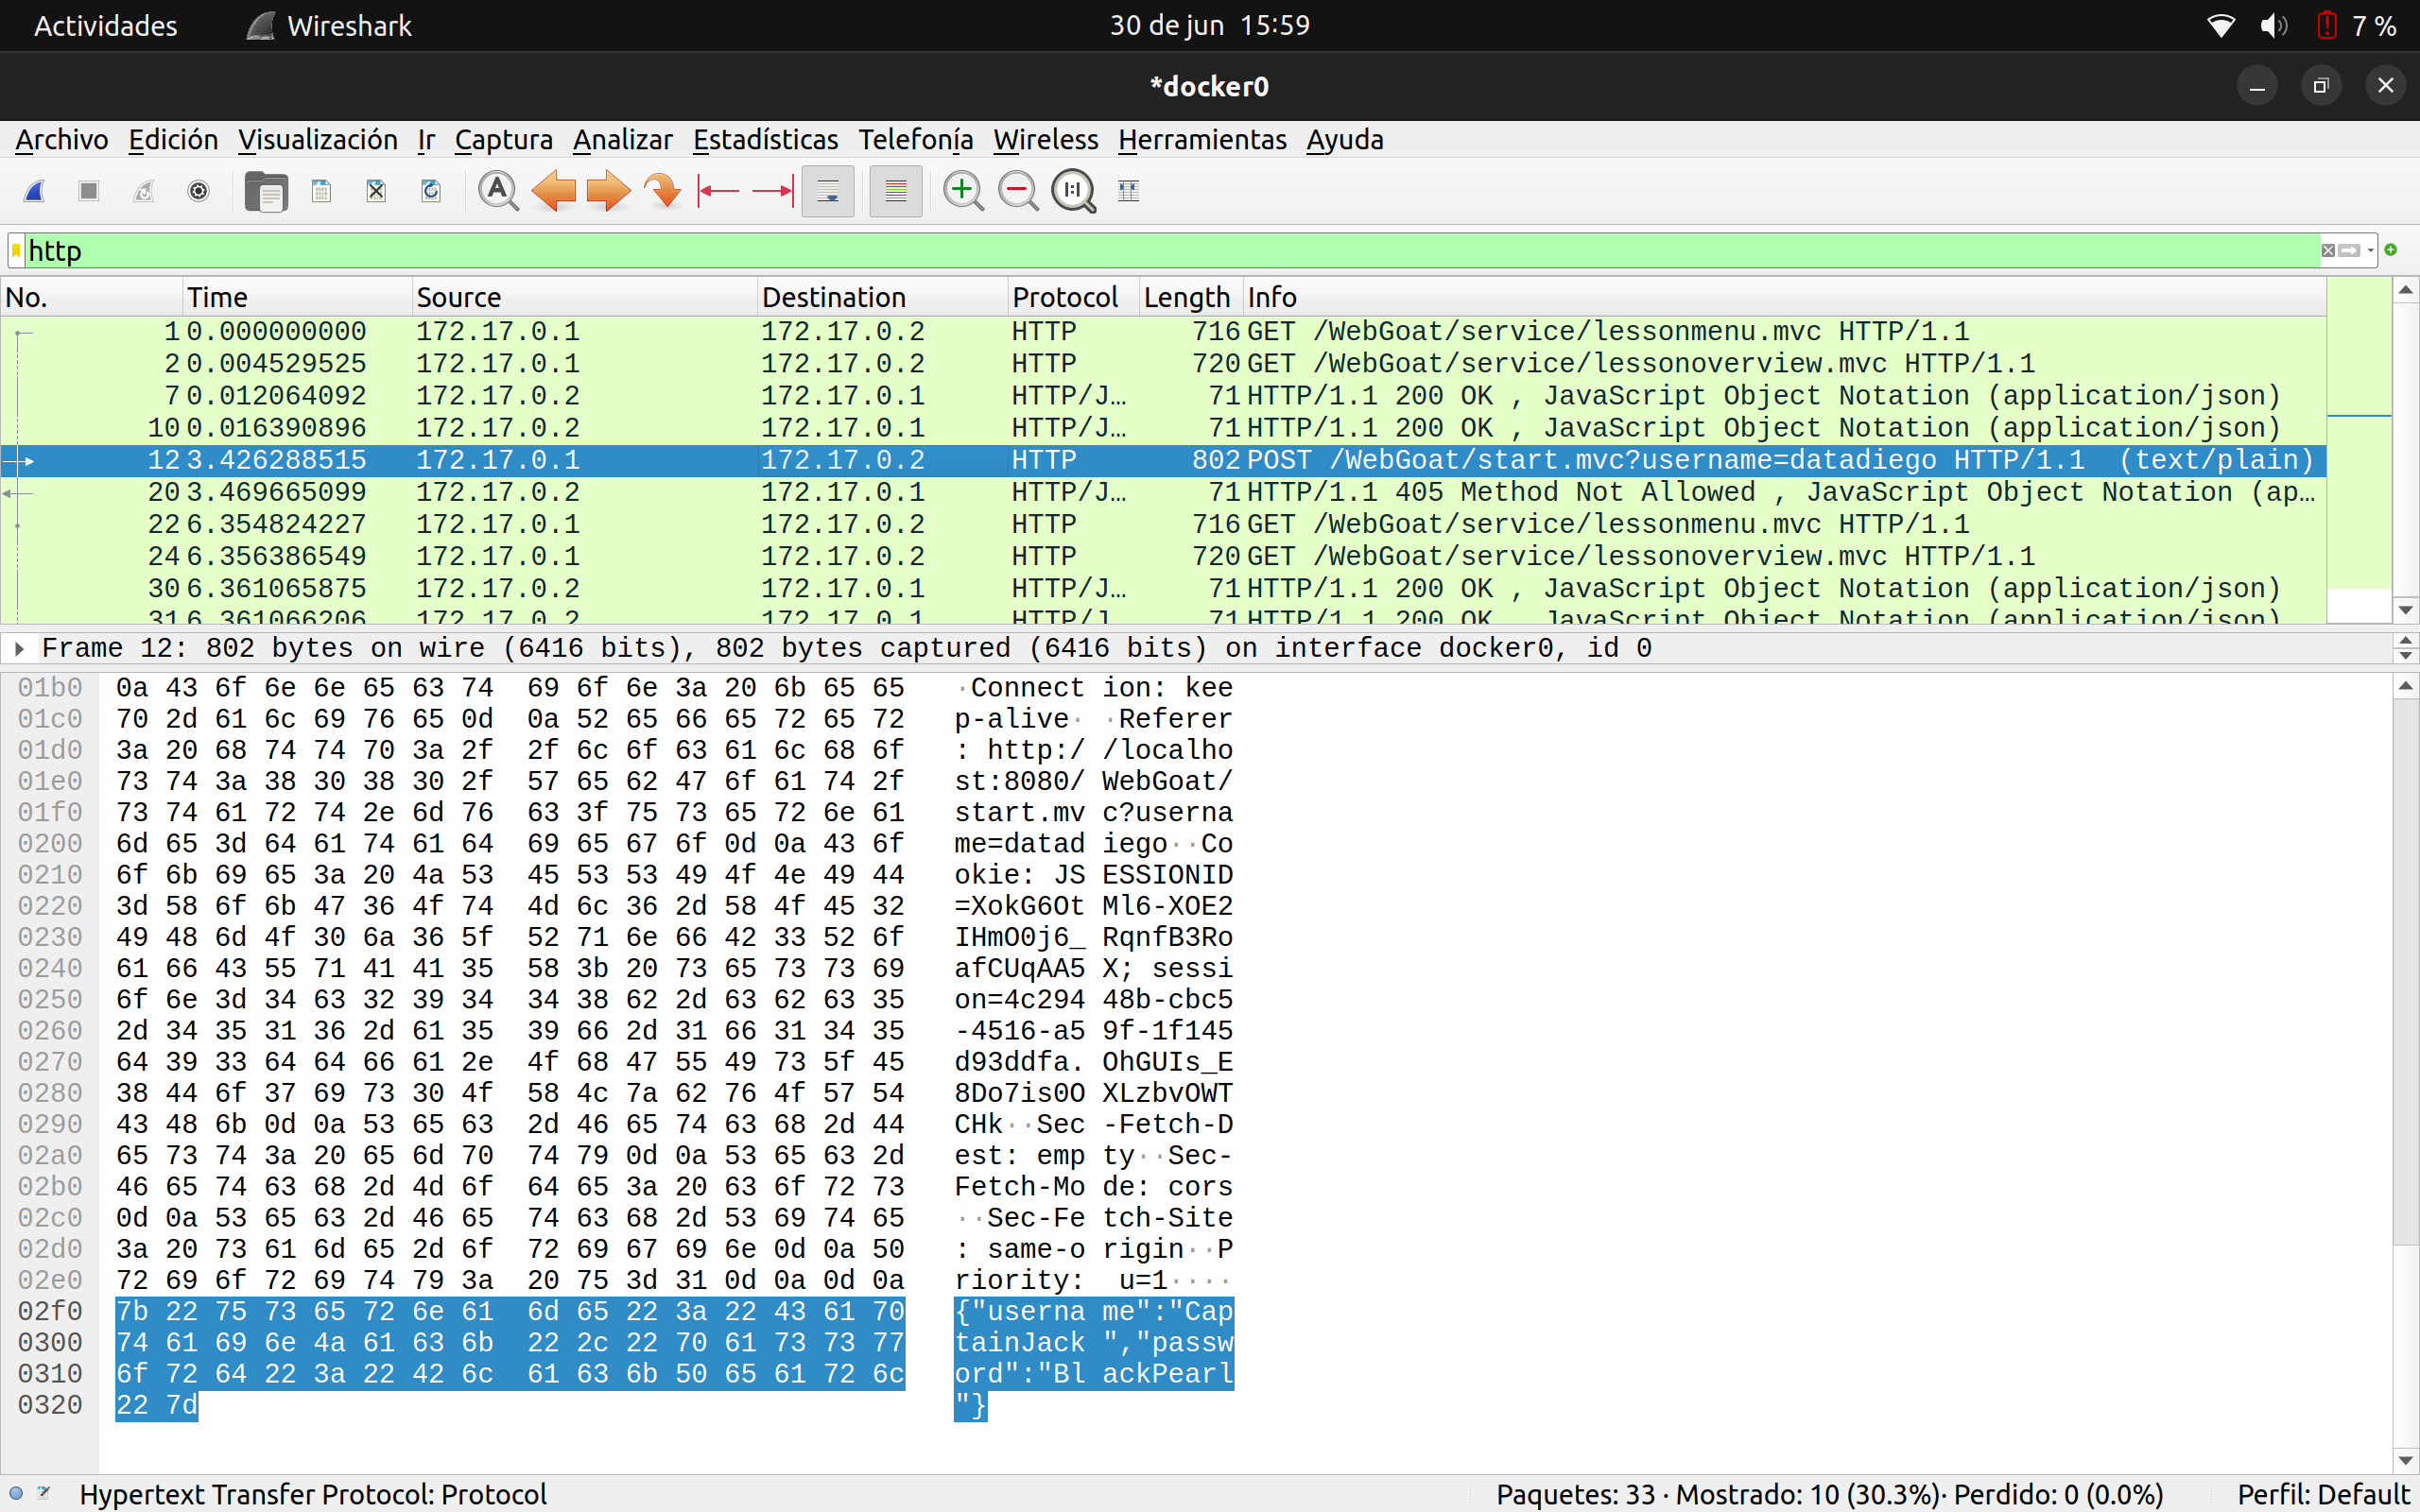 Actividades Wireshark 30 de jun 15:59 7 %
*docker0
Archivo Edición Visualización Ir Captura Analizar Estadísticas Telefonía Wireless Herramientas Ayuda
http
No. Time Source Destination Protocol Length Info
1 0.000000000 172.17.0.1 172.17.0.2 HTTP 716 GET /WebGoat/service/lessonmenu.mvc HTTP/1.1
2 0.004529525 172.17.0.1 172.17.0.2 HTTP 720 GET /WebGoat/service/lessonoverview.mvc HTTP/1.1
7 0.012064092 172.17.0.2 172.17.0.1 HTTP/J… 71 HTTP/1.1 200 OK , JavaScript Object Notation (application/json)
10 0.016390896 172.17.0.2 172.17.0.1 HTTP/J… 71 HTTP/1.1 200 OK , JavaScript Object Notation (application/json)
12 3.426288515 172.17.0.1 172.17.0.2 HTTP 802 POST /WebGoat/start.mvc?username=datadiego HTTP/1.1 (text/plain)
20 3.469665099 172.17.0.2 172.17.0.1 HTTP/J… 71 HTTP/1.1 405 Method Not Allowed , JavaScript Object Notation (ap…
22 6.354824227 172.17.0.1 172.17.0.2 HTTP 716 GET /WebGoat/service/lessonmenu.mvc HTTP/1.1
24 6.356386549 172.17.0.1 172.17.0.2 HTTP 720 GET /WebGoat/service/lessonoverview.mvc HTTP/1.1
30 6.361065875 172.17.0.2 172.17.0.1 HTTP/J… 71 HTTP/1.1 200 OK , JavaScript Object Notation (application/json)
31 6.361066206 172.17.0.2 172.17.0.1 HTTP/J… 71 HTTP/1.1 200 OK , JavaScript Object Notation (application/json)
Frame 12: 802 bytes on wire (6416 bits), 802 bytes captured (6416 bits) on interface docker0, id 0
01b0 0a 43 6f 6e 6e 65 63 74 69 6f 6e 3a 20 6b 65 65 ·Connect ion: kee
01c0 70 2d 61 6c 69 76 65 0d 0a 52 65 66 65 72 65 72 p-alive· ·Referer
01d0 3a 20 68 74 74 70 3a 2f 2f 6c 6f 63 61 6c 68 6f : http:/ /localho
01e0 73 74 3a 38 30 38 30 2f 57 65 62 47 6f 61 74 2f st:8080/ WebGoat/
01f0 73 74 61 72 74 2e 6d 76 63 3f 75 73 65 72 6e 61 start.mv c?userna
0200 6d 65 3d 64 61 74 61 64 69 65 67 6f 0d 0a 43 6f me=datad iego··Co
0210 6f 6b 69 65 3a 20 4a 53 45 53 53 49 4f 4e 49 44 okie: JS ESSIONID
0220 3d 58 6f 6b 47 36 4f 74 4d 6c 36 2d 58 4f 45 32 =XokG6Ot Ml6-XOE2
0230 49 48 6d 4f 30 6a 36 5f 52 71 6e 66 42 33 52 6f IHmO0j6_ RqnfB3Ro
0240 61 66 43 55 71 41 41 35 58 3b 20 73 65 73 73 69 afCUqAA5 X; sessi
0250 6f 6e 3d 34 63 32 39 34 34 38 62 2d 63 62 63 35 on=4c294 48b-cbc5
0260 2d 34 35 31 36 2d 61 35 39 66 2d 31 66 31 34 35 -4516-a5 9f-1f145
0270 64 39 33 64 64 66 61 2e 4f 68 47 55 49 73 5f 45 d93ddfa. OhGUIs_E
0280 38 44 6f 37 69 73 30 4f 58 4c 7a 62 76 4f 57 54 8Do7is0O XLzbvOWT
0290 43 48 6b 0d 0a 53 65 63 2d 46 65 74 63 68 2d 44 CHk··Sec -Fetch-D
02a0 65 73 74 3a 20 65 6d 70 74 79 0d 0a 53 65 63 2d est: emp ty··Sec-
02b0 46 65 74 63 68 2d 4d 6f 64 65 3a 20 63 6f 72 73 Fetch-Mo de: cors
02c0 0d 0a 53 65 63 2d 46 65 74 63 68 2d 53 69 74 65 ··Sec-Fe tch-Site
02d0 3a 20 73 61 6d 65 2d 6f 72 69 67 69 6e 0d 0a 50 : same-o rigin··P
02e0 72 69 6f 72 69 74 79 3a 20 75 3d 31 0d 0a 0d 0a riority: u=1····
02f0 7b 22 75 73 65 72 6e 61 6d 65 22 3a 22 43 61 70 {"userna me":"Cap
0300 74 61 69 6e 4a 61 63 6b 22 2c 22 70 61 73 73 77 tainJack ","passw
0310 6f 72 64 22 3a 22 42 6c 61 63 6b 50 65 61 72 6c ord":"Bl ackPearl
0320 22 7d "}
Hypertext Transfer Protocol: Protocol Paquetes: 33 · Mostrado: 10 (30.3%)· Perdido: 0 (0.0%) Perfil: Default